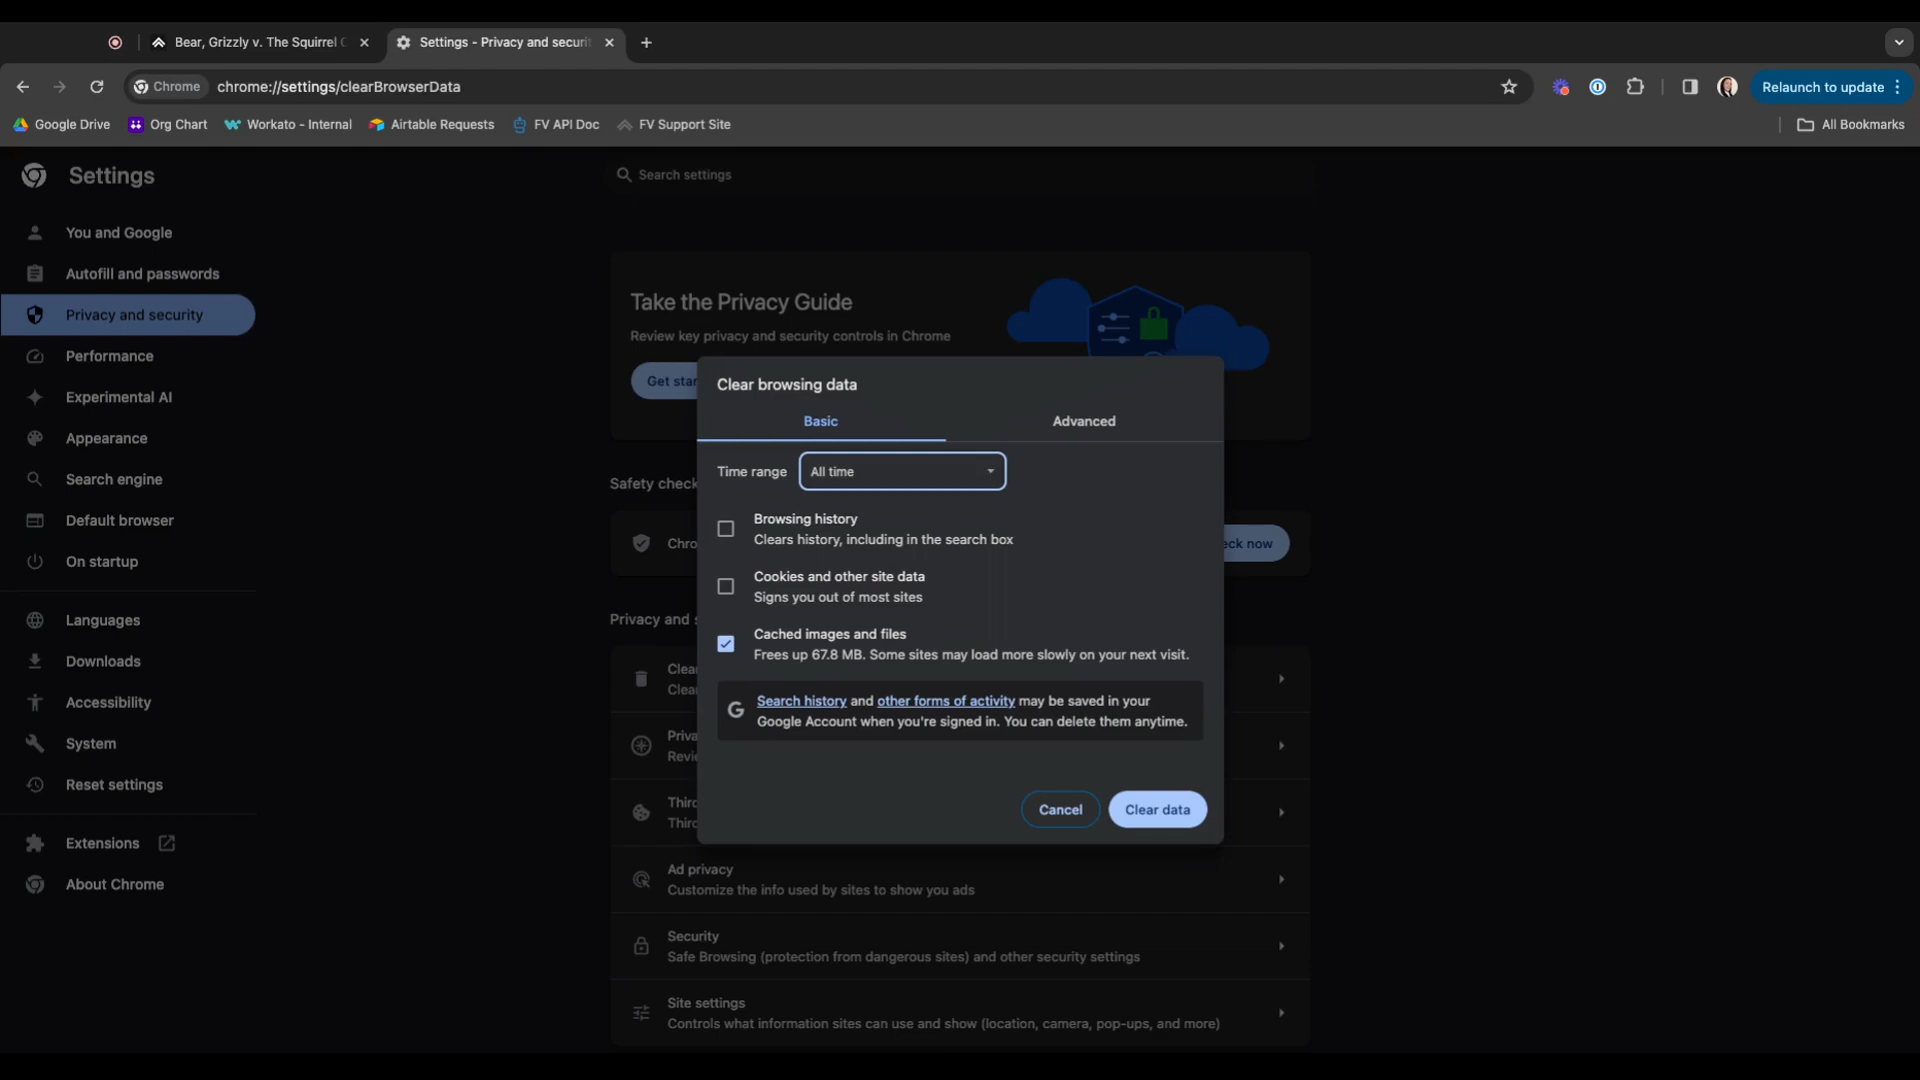 Bear, Grizzly v. The Squirrel
Settings - Privacy and securi
Chrome
chrome://settings/clearBrowserData
Relaunch to update
Google Drive
Org Chart
Workato - Internal
Airtable Requests
FV API Doc
FV Support Site
All Bookmarks
Settings
Search settings
You and Google
Autofill and passwords
Privacy and security
Performance
Experimental AI
Appearance
Search engine
Default browser
On startup
Languages
Downloads
Accessibility
System
Reset settings
Extensions
About Chrome
Take the Privacy Guide
Review key privacy and security controls in Chrome
Get star
Safety check
Chro
eck now
Privacy and s
Clear
Clear
Priva
Revie
Third
Third
Ad privacy
Customize the info used by sites to show you ads
Security
Safe Browsing (protection from dangerous sites) and other security settings
Site settings
Controls what information sites can use and show (location, camera, pop-ups, and more)
Clear browsing data
Basic
Advanced
Time range
All time
Browsing history
Clears history, including in the search box
Cookies and other site data
Signs you out of most sites
Cached images and files
Frees up 67.8 MB. Some sites may load more slowly on your next visit.
Search history and other forms of activity may be saved in your
Google Account when you're signed in. You can delete them anytime.
Cancel
Clear data